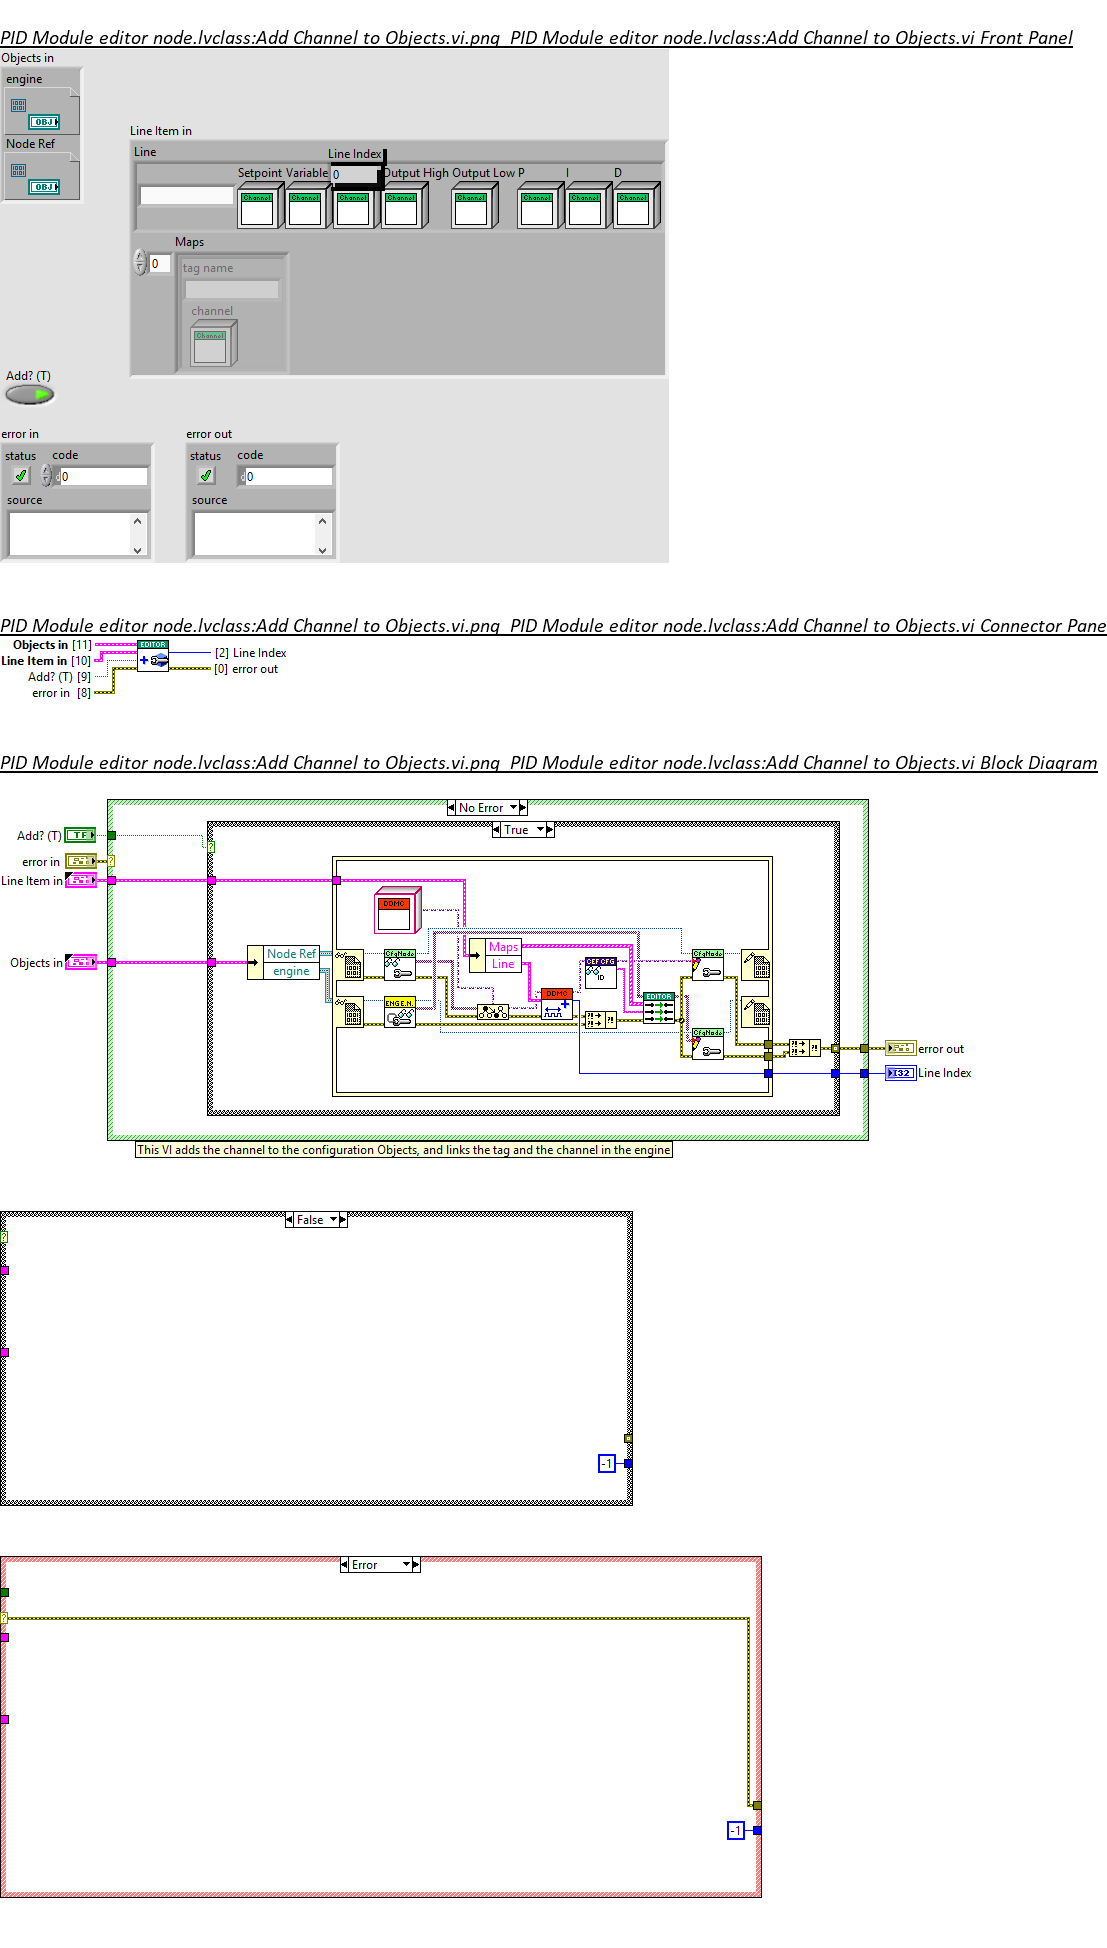 PID Module editor node.lvclass:Add Channel to Objects.vi.png PID Module editor node.lvclass:Add Channel to Objects.vi Front Panel
Objects in
engine
OBJ
Node Ref
OBJ
Line Item in
Line
Line Index
Setpoint Variable 0 Output High Output Low P I D
Channel Channel Channel Channel Channel Channel Channel Channel
Maps
0
tag name
channel
Channel
Add? (T)
error in
status code
0
source
error out
status code
0
source
PID Module editor node.lvclass:Add Channel to Objects.vi.png PID Module editor node.lvclass:Add Channel to Objects.vi Connector Pane
Objects in [11]
Line Item in [10]
Add? (T) [9]
error in [8]
EDITOR
[2] Line Index
[0] error out
PID Module editor node.lvclass:Add Channel to Objects.vi.png PID Module editor node.lvclass:Add Channel to Objects.vi Block Diagram
No Error
True
Add? (T) TF
error in
Line Item in
Objects in
DDMC
Node Ref
engine
CfgNode
ENGE.N.
Maps
Line
DDMC
CEF CFG
ID
EDITOR
CfgNode
CfgNode
error out
I32 Line Index
This VI adds the channel to the configuration Objects, and links the tag and the channel in the engine
False
?
-1
Error
?
-1